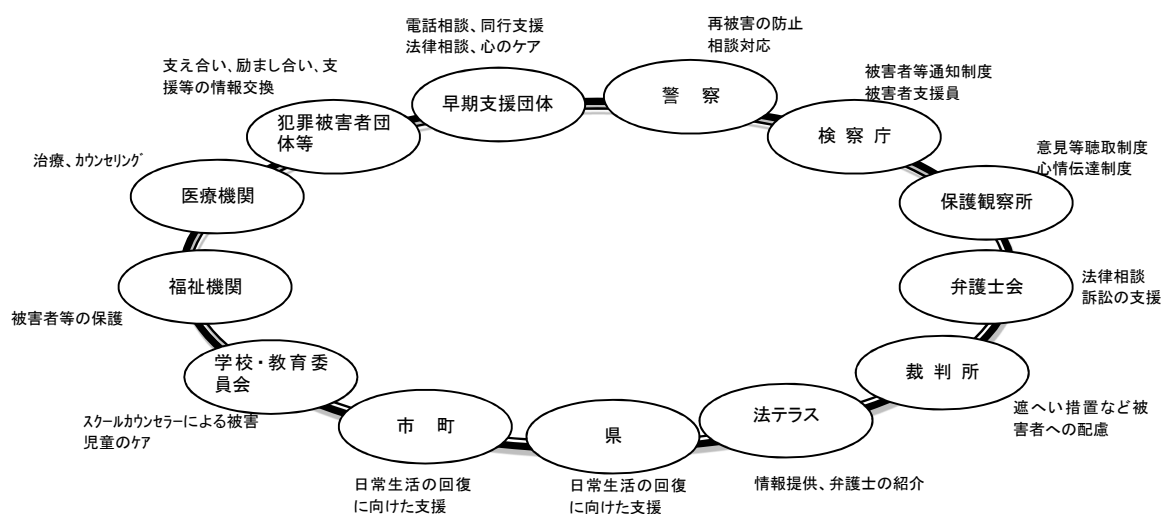 電話相談、同行支援
法律相談、心のケア
早期支援団体
再被害の防止
相談対応
警　察
被害者等通知制度
被害者支援員
検 察 庁
意見等聴取制度
心情伝達制度
保護観察所
法律相談
訴訟の支援
弁護士会
裁 判 所
遮へい措置など被
害者への配慮
法テラス
情報提供、弁護士の紹介
県
日常生活の回復
に向けた支援
市　町
日常生活の回復
に向けた支援
学校・教育委
員会
スクールカウンセラーによる被害
児童のケア
福祉機関
被害者等の保護
医療機関
治療、カウンセリング
犯罪被害者団
体等
支え合い、励まし合い、支
援等の情報交換